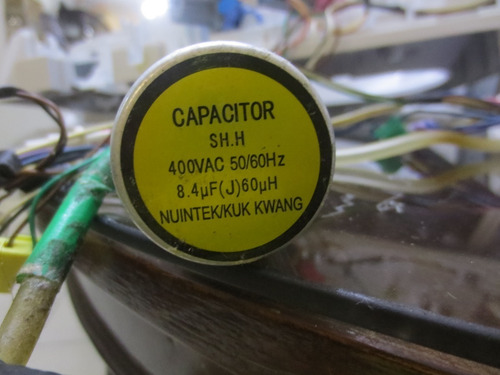 CAPACITOR
SH.H
400VAC 50/60Hz
8.4µF(J)60µH
NUINTEK/KUK KWANG